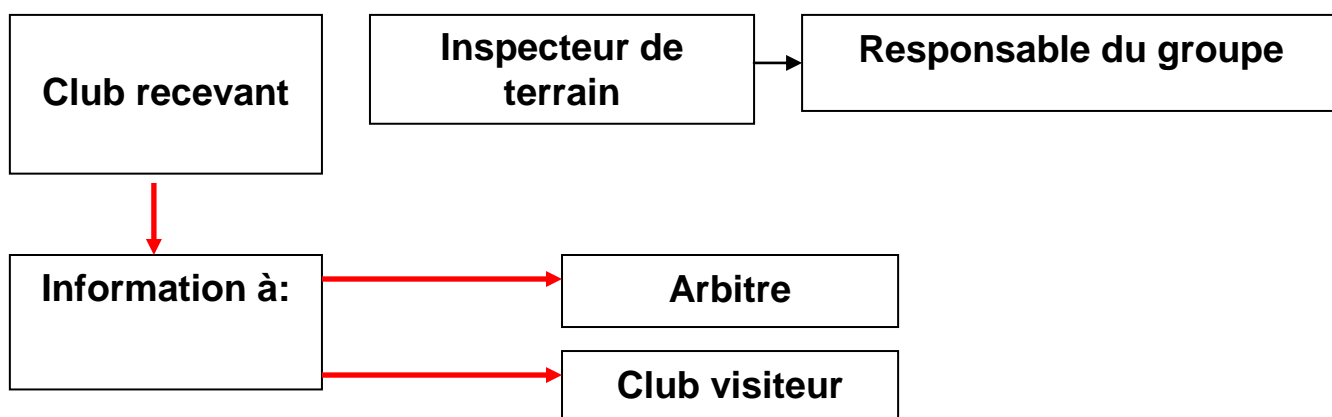 Club recevant
Inspecteur de
terrain
Responsable du groupe
Information à:
Arbitre
Club visiteur